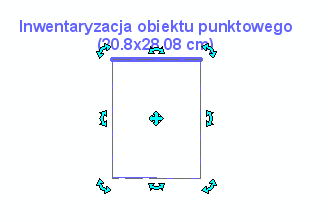 Inwentaryzacja obiektu punktowego
(20.8x28.08 cm)